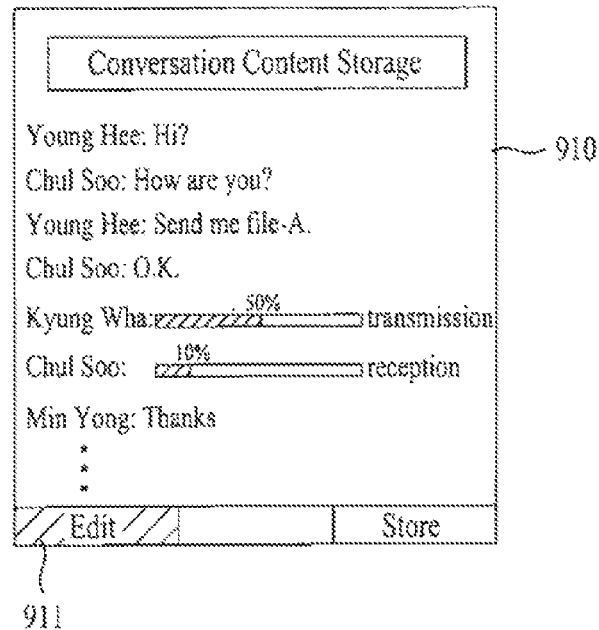 Conversation Content Storage
Young Hee: Hi?
910
Chul Soo: How are you?
Young Hee: Send me file-A.
Chul Soo: O.K.
50%
Kyung Wha: transmission
10%
Chul Soo: reception
Min Yong: Thanks
Edit Store
911